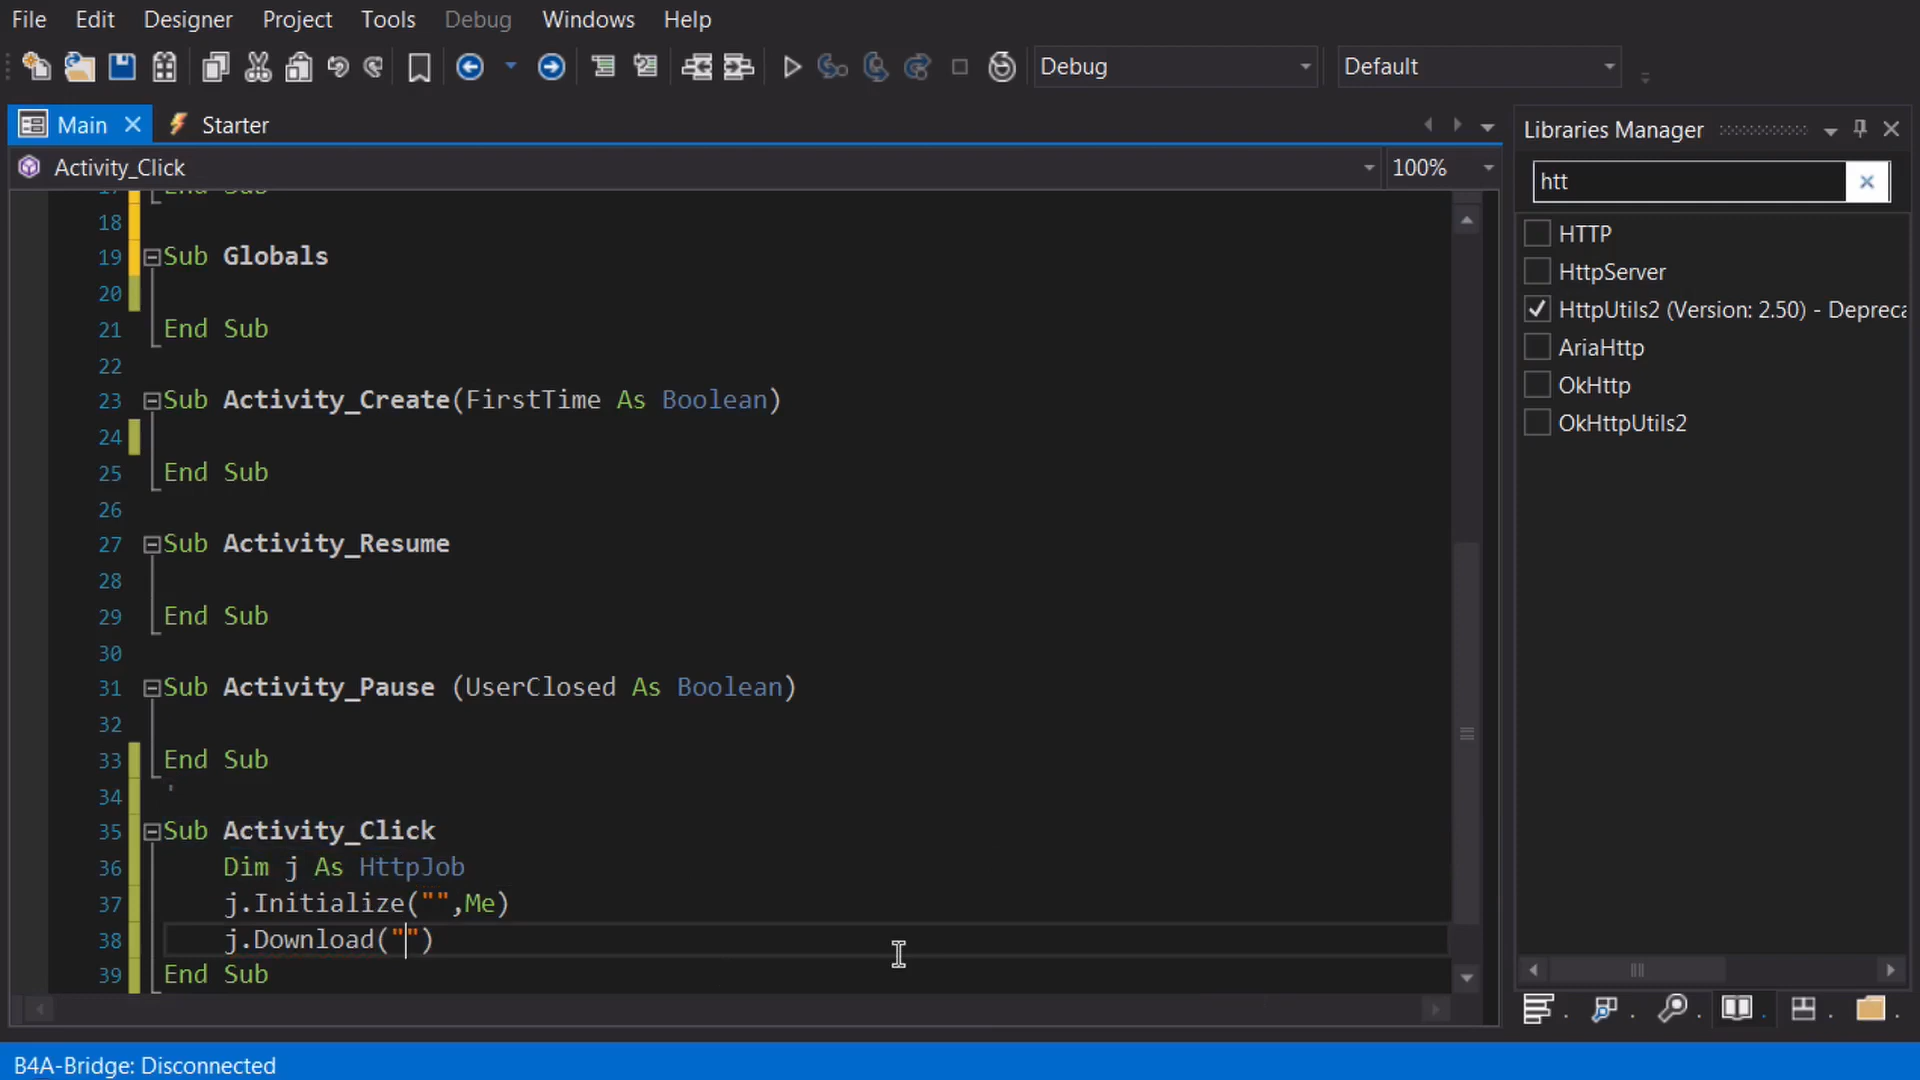 File Edit Designer Project Tools Debug Windows Help
Debug Default
Main Starter
Activity_Click 100%
17 End Sub
18
19 Sub Globals
20
21 End Sub
22
23 Sub Activity_Create(FirstTime As Boolean)
24
25 End Sub
26
27 Sub Activity_Resume
28
29 End Sub
30
31 Sub Activity_Pause (UserClosed As Boolean)
32
33 End Sub
34 '
35 Sub Activity_Click
36 Dim j As HttpJob
37 j.Initialize("",Me)
38 j.Download("")
39 End Sub
Libraries Manager
htt
HTTP
HttpServer
HttpUtils2 (Version: 2.50) - Depreca
AriaHttp
OkHttp
OkHttpUtils2
B4A-Bridge: Disconnected